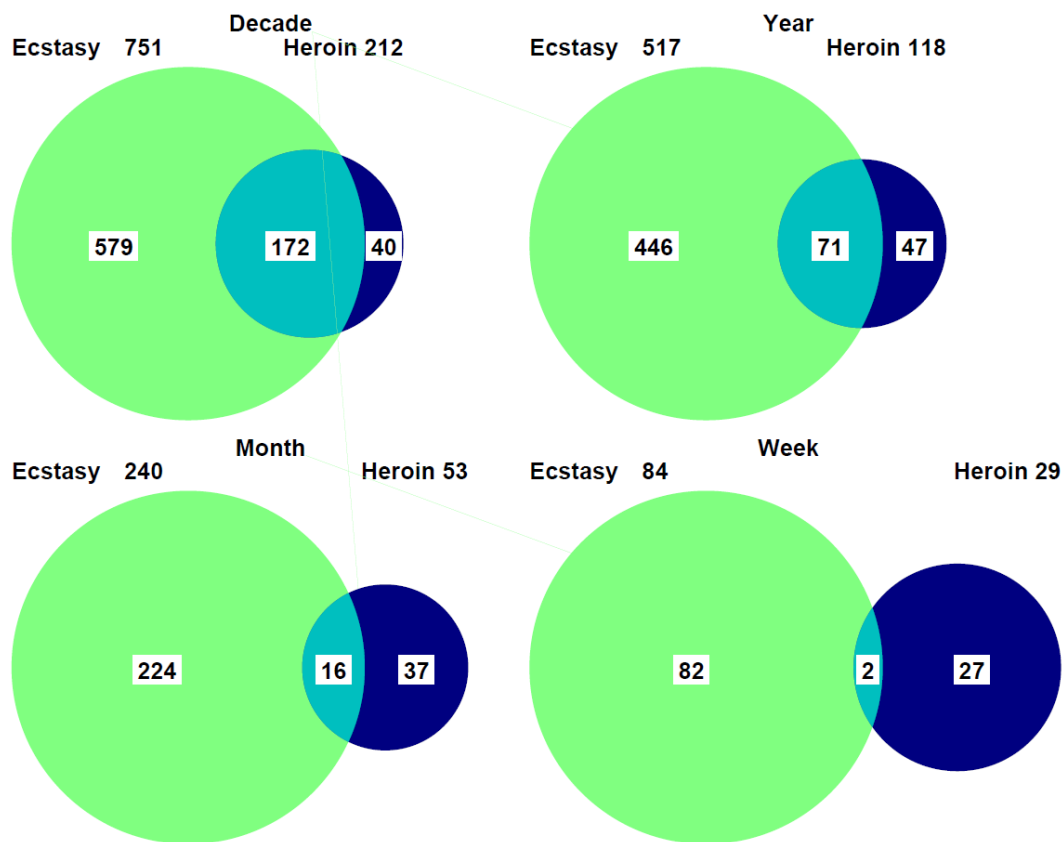 Decade
Ecstasy 751 Heroin 212
579 172 40
Year
Ecstasy 517 Heroin 118
446 71 47
Month
Ecstasy 240 Heroin 53
224 16 37
Week
Ecstasy 84 Heroin 29
82 2 27